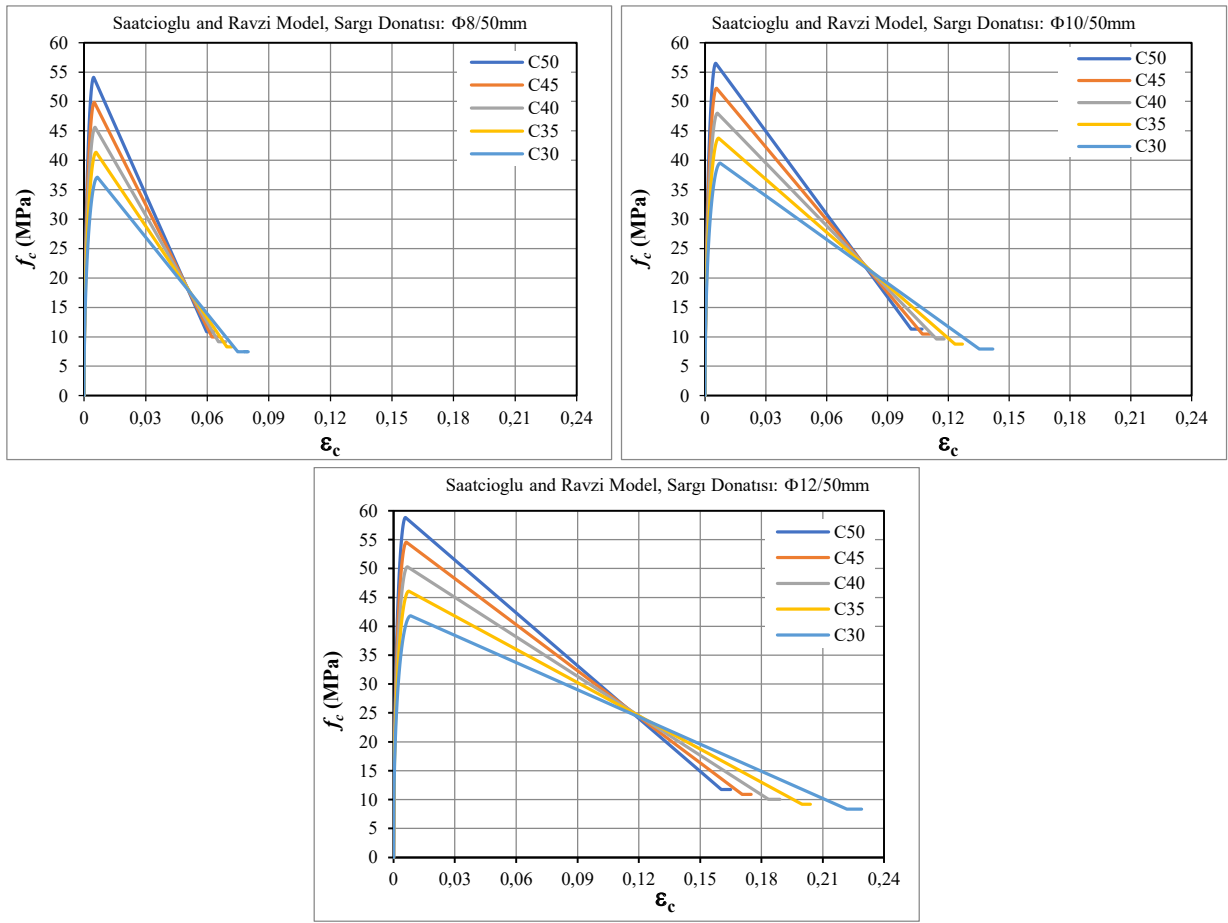 Saatcioglu and Ravzi Model, Sargı Donatısı: Φ8/50mm
60
55
50
45
40
35
30
25
20
15
10
5
0
f_c (MPa)
C50
C45
C40
C35
C30
0 0,03 0,06 0,09 0,12 0,15 0,18 0,21 0,24
ε_c
Saatcioglu and Ravzi Model, Sargı Donatısı: Φ10/50mm
60
55
50
45
40
35
30
25
20
15
10
5
0
f_c (MPa)
C50
C45
C40
C35
C30
0 0,03 0,06 0,09 0,12 0,15 0,18 0,21 0,24
ε_c
Saatcioglu and Ravzi Model, Sargı Donatısı: Φ12/50mm
60
55
50
45
40
35
30
25
20
15
10
5
0
f_c (MPa)
C50
C45
C40
C35
C30
0 0,03 0,06 0,09 0,12 0,15 0,18 0,21 0,24
ε_c